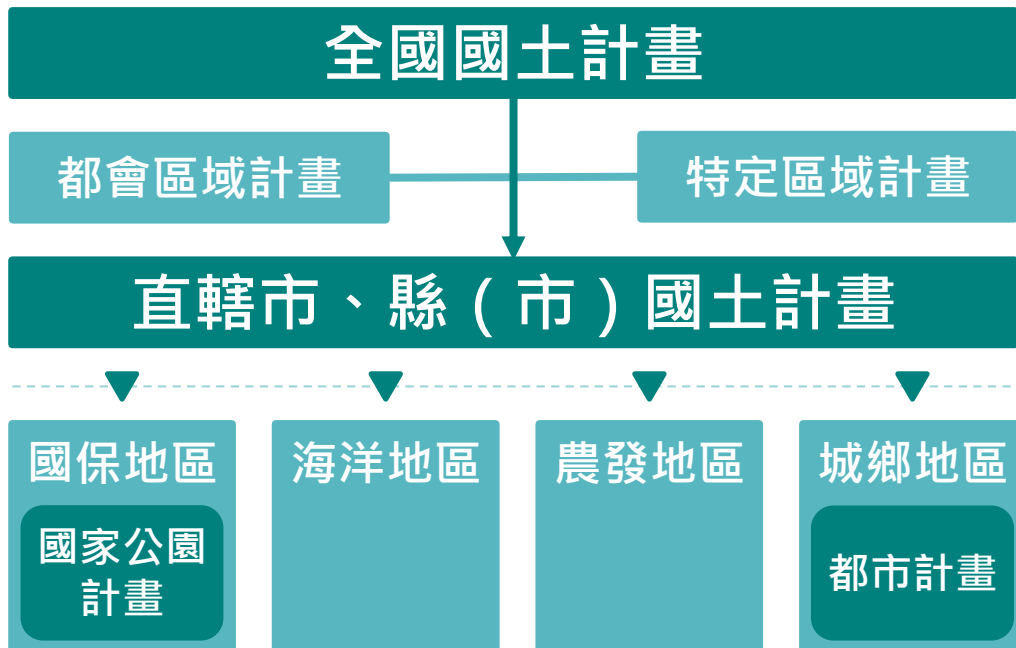 全國國土計畫
都會區域計畫
特定區域計畫
直轄市、縣（市）國土計畫
國保地區
國家公園
計畫
海洋地區
農發地區
城鄉地區
都市計畫